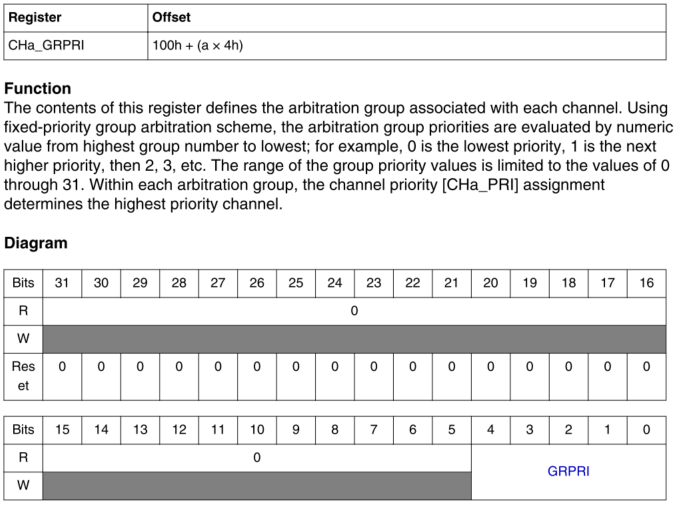 Register Offset
CHa_GRPRI 100h + (a × 4h)
Function
The contents of this register defines the arbitration group associated with each channel. Using
fixed-priority group arbitration scheme, the arbitration group priorities are evaluated by numeric
value from highest group number to lowest; for example, 0 is the lowest priority, 1 is the next
higher priority, then 2, 3, etc. The range of the group priority values is limited to the values of 0
through 31. Within each arbitration group, the channel priority [CHa_PRI] assignment
determines the highest priority channel.
Diagram
Bits 31 30 29 28 27 26 25 24 23 22 21 20 19 18 17 16
R 0
W
Res 0 0 0 0 0 0 0 0 0 0 0 0 0 0 0 0
et
Bits 15 14 13 12 11 10 9 8 7 6 5 4 3 2 1 0
R 0
GRPRI
W